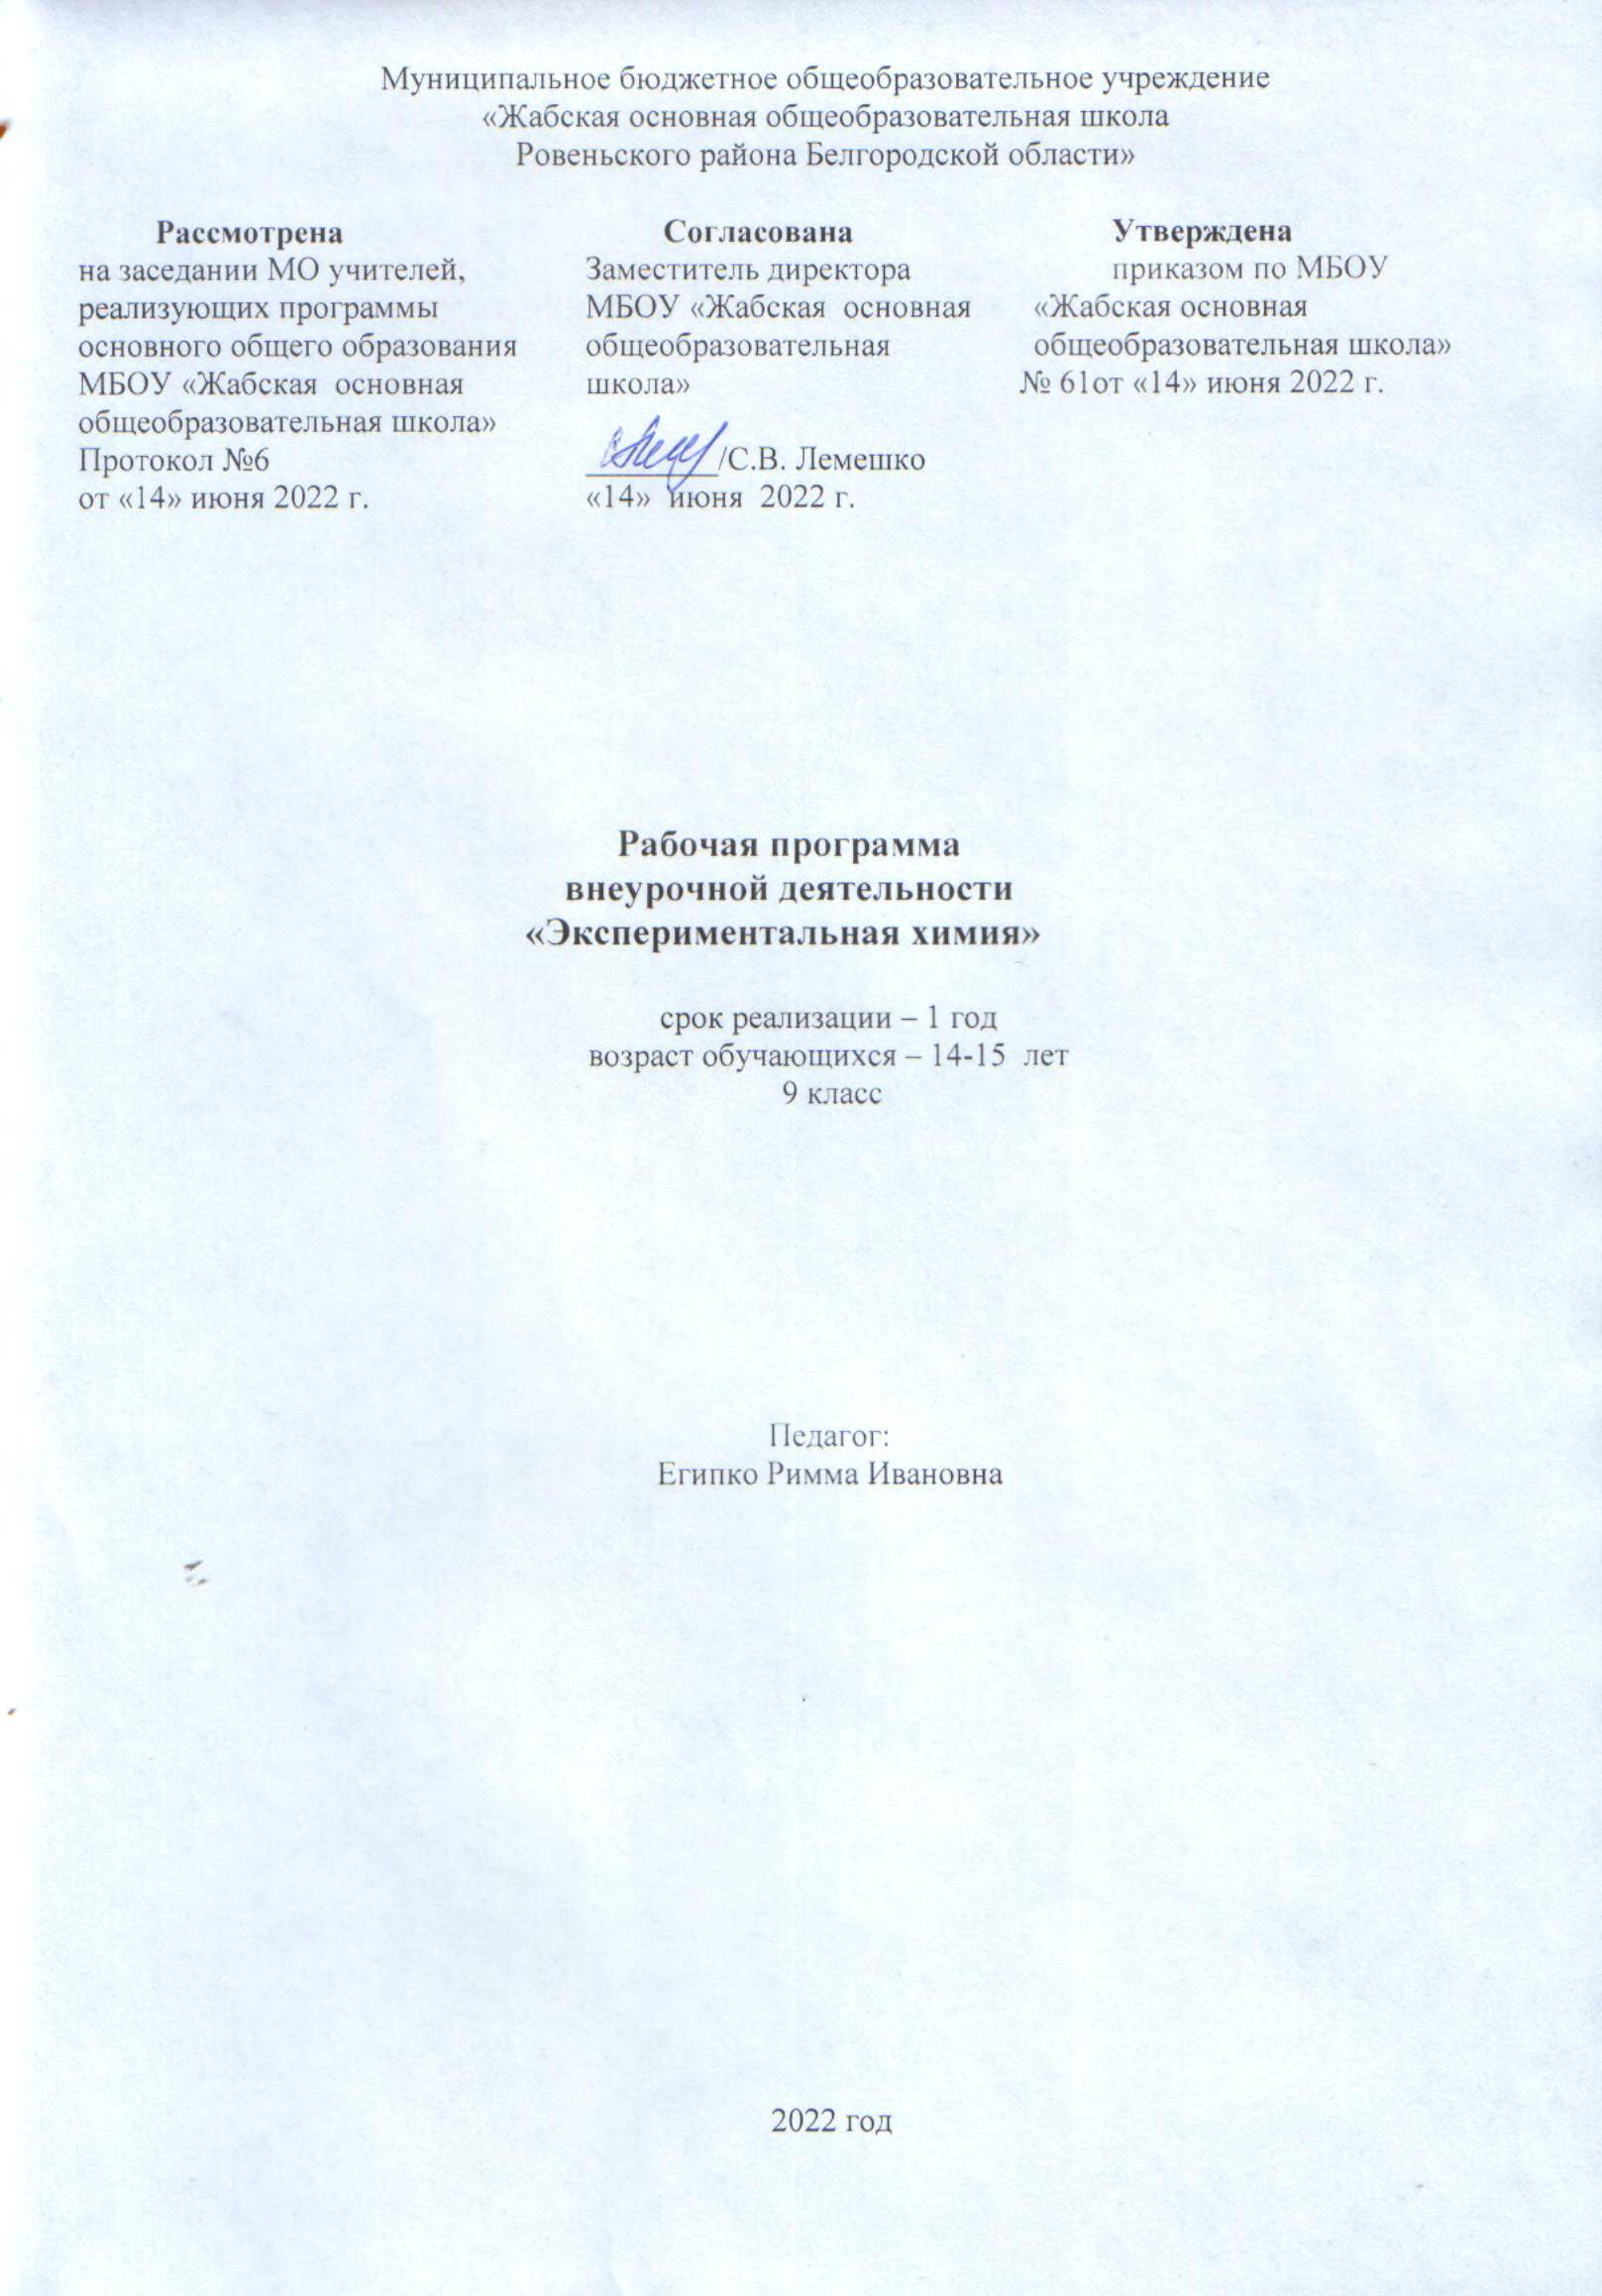 Муниципальное бюджетное общеобразовательное учреждение
«Жабская основная общеобразовательная школа
Ровеньского района Белгородской области»
Рассмотрена
на заседании МО учителей,
реализующих программы
основного общего образования
МБОУ «Жабская основная
общеобразовательная школа»
Протокол №6
от «14» июня 2022 г.
Согласована
Заместитель директора
МБОУ «Жабская основная
общеобразовательная
школа»
/С.В. Лемешко
«14» июня 2022 г.
Утверждена
приказом по МБОУ
«Жабская основная
общеобразовательная школа»
№ 61от «14» июня 2022 г.
Рабочая программа
внеурочной деятельности
«Экспериментальная химия»
срок реализации – 1 год
возраст обучающихся – 14-15 лет
9 класс
Педагог:
Египко Римма Ивановна
2022 год